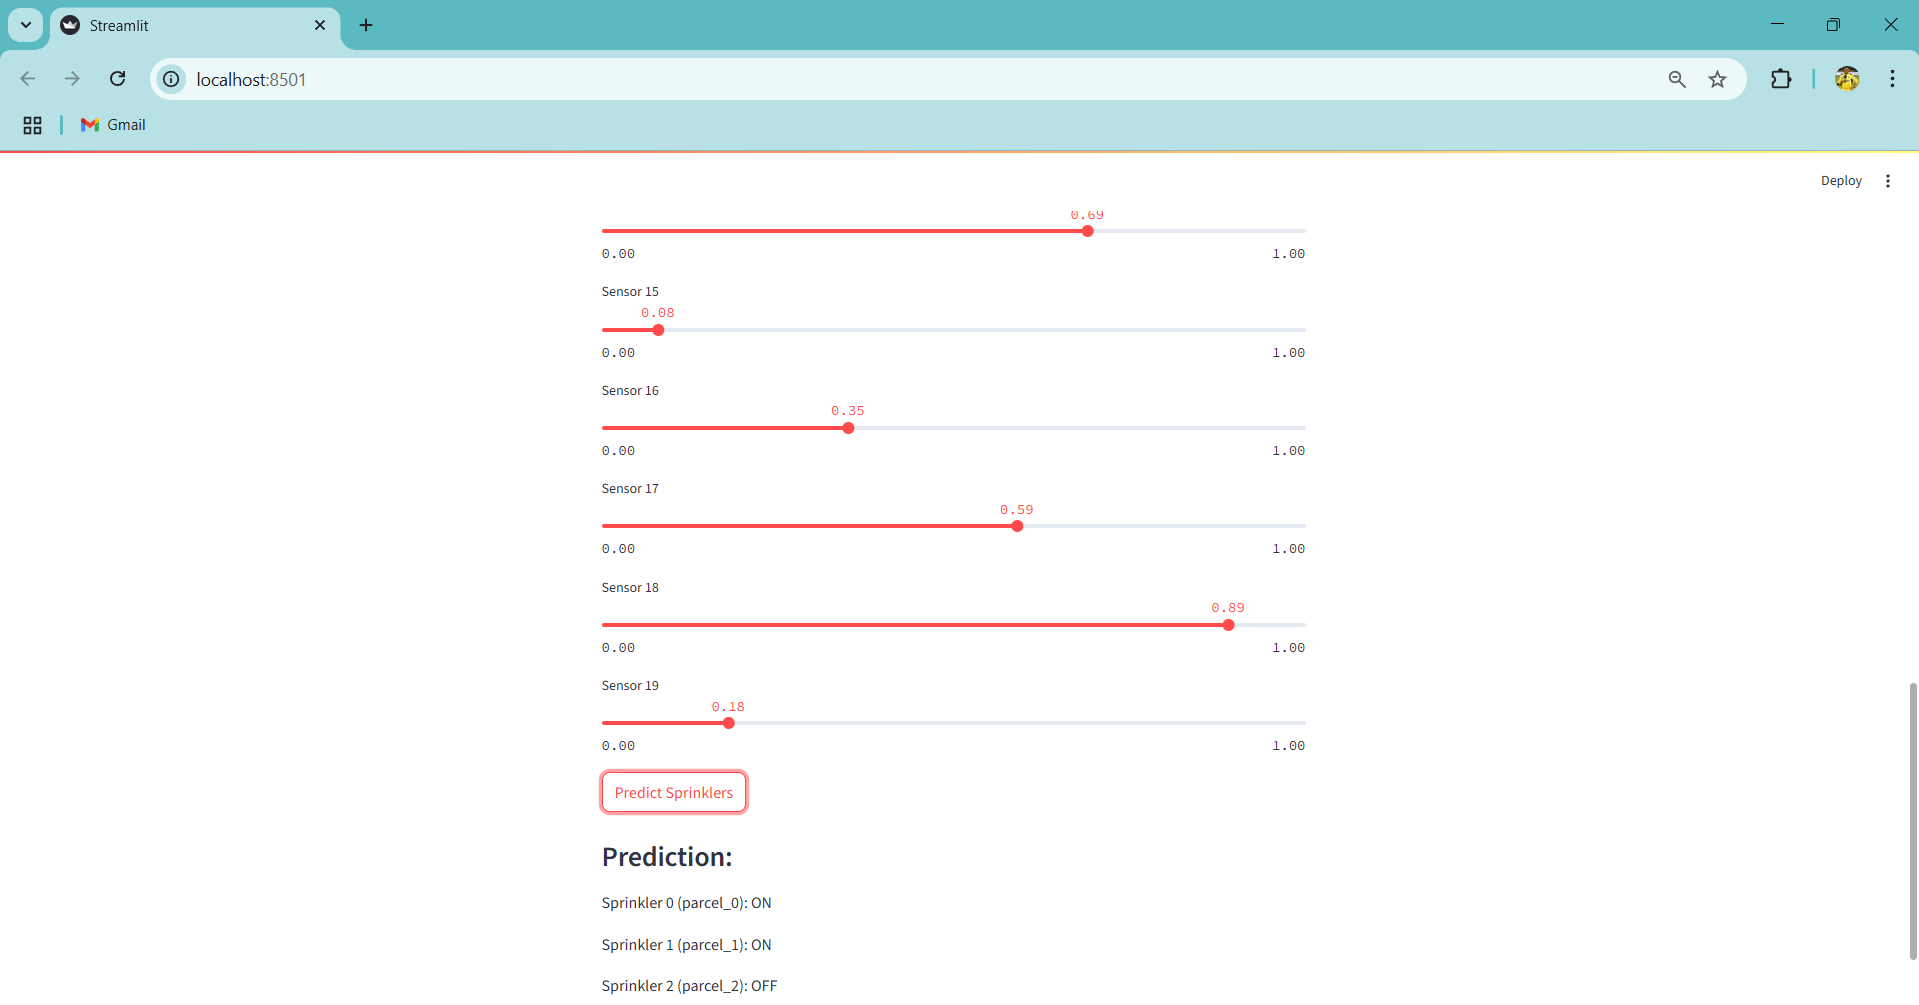 Streamlit
localhost:8501
Gmail
Deploy
0.69
0.00 1.00
Sensor 15
0.08
0.00 1.00
Sensor 16
0.35
0.00 1.00
Sensor 17
0.59
0.00 1.00
Sensor 18
0.89
0.00 1.00
Sensor 19
0.18
0.00 1.00
Predict Sprinklers
Prediction:
Sprinkler 0 (parcel_0): ON
Sprinkler 1 (parcel_1): ON
Sprinkler 2 (parcel_2): OFF